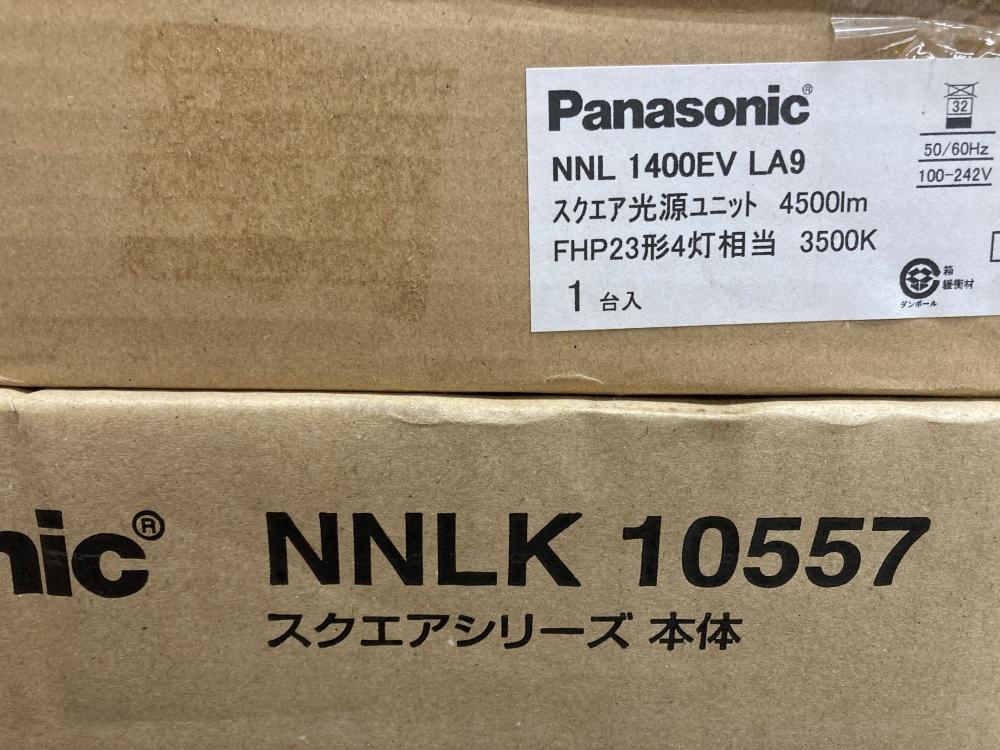 Panasonic®
NNL 1400EV LA9
スクエア光源ユニット 4500lm
FHP23形4灯相当 3500K
1 台入
32
50/60Hz
100-242V
箱
緩衝材
ダンボール
nic®
NNLK 10557
スクエアシリーズ 本体